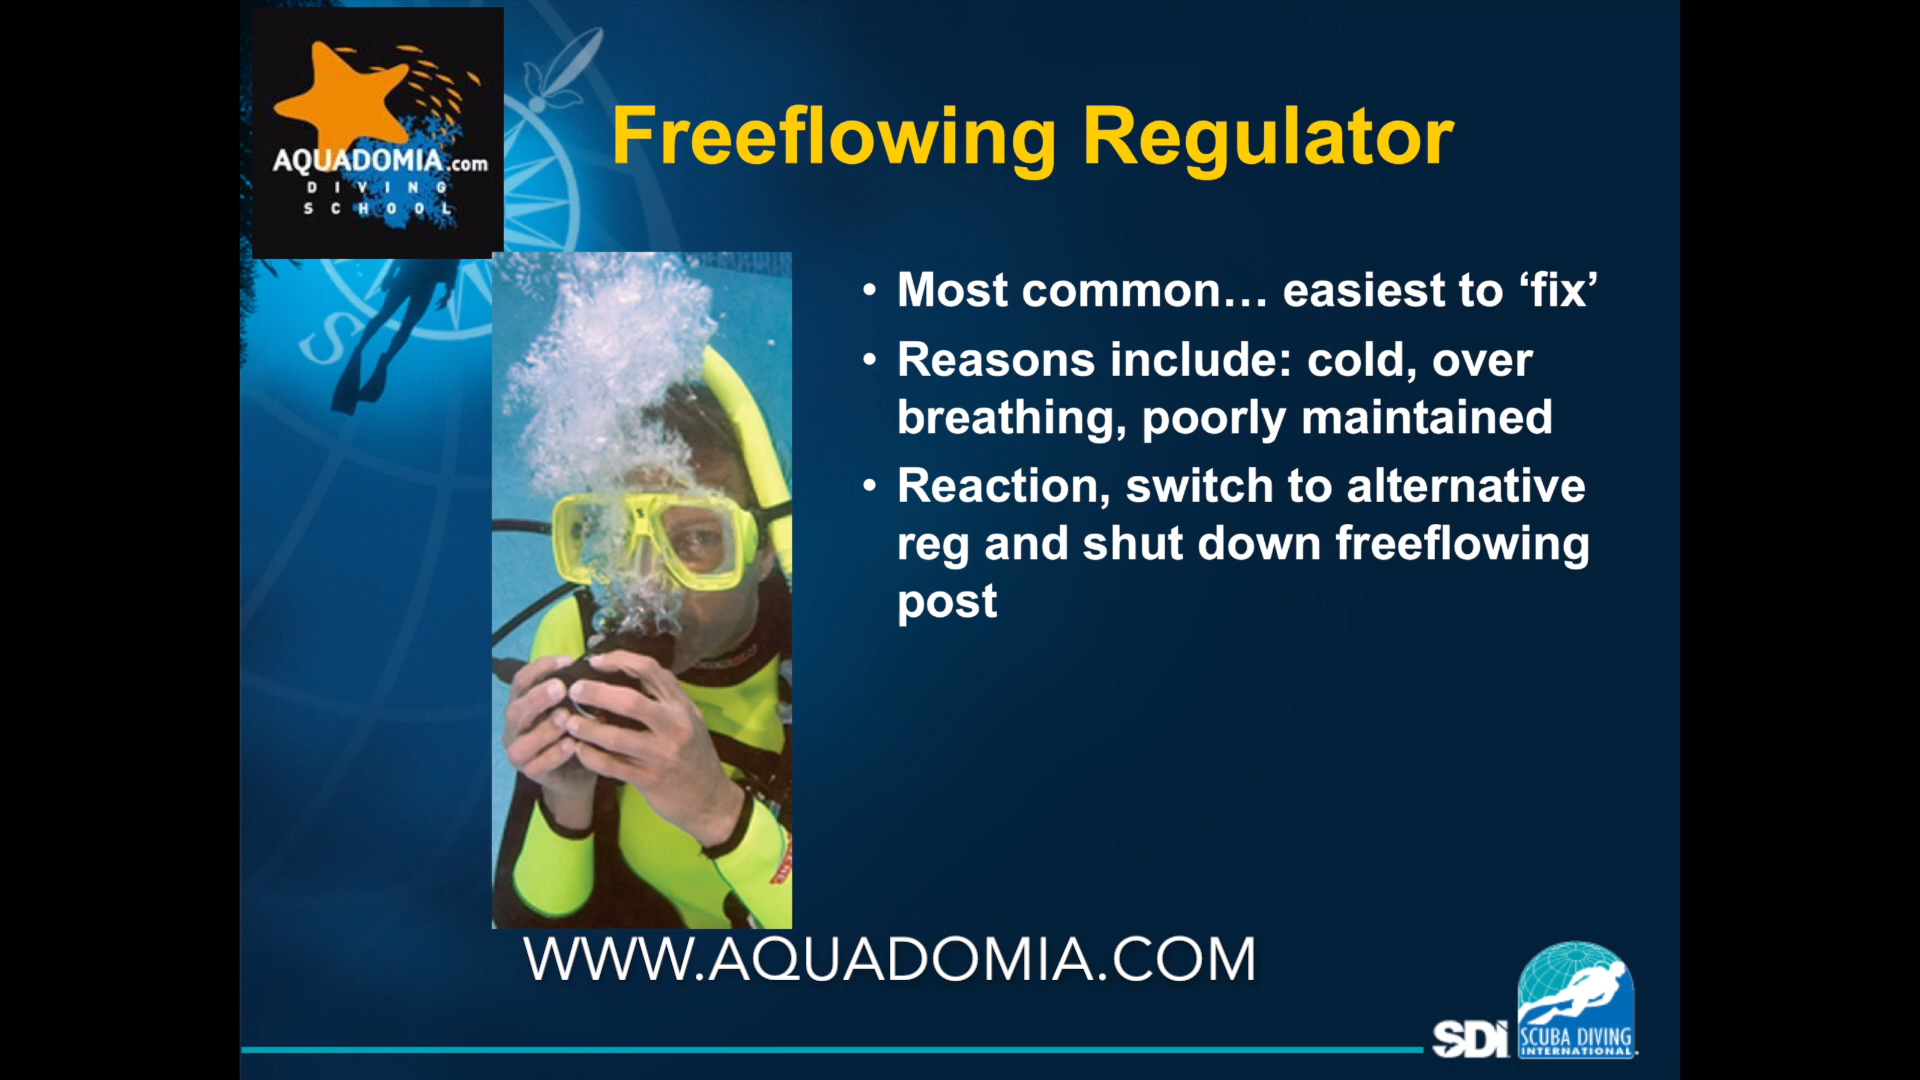 AQUADOMIA.com
DIVING
SCHOOL
Freeflowing Regulator
• Most common… easiest to ‘fix’
• Reasons include: cold, over
breathing, poorly maintained
• Reaction, switch to alternative
reg and shut down freeflowing
post
S
WWW.AQUADOMIA.COM
SDI
SCUBA DIVING
INTERNATIONAL.